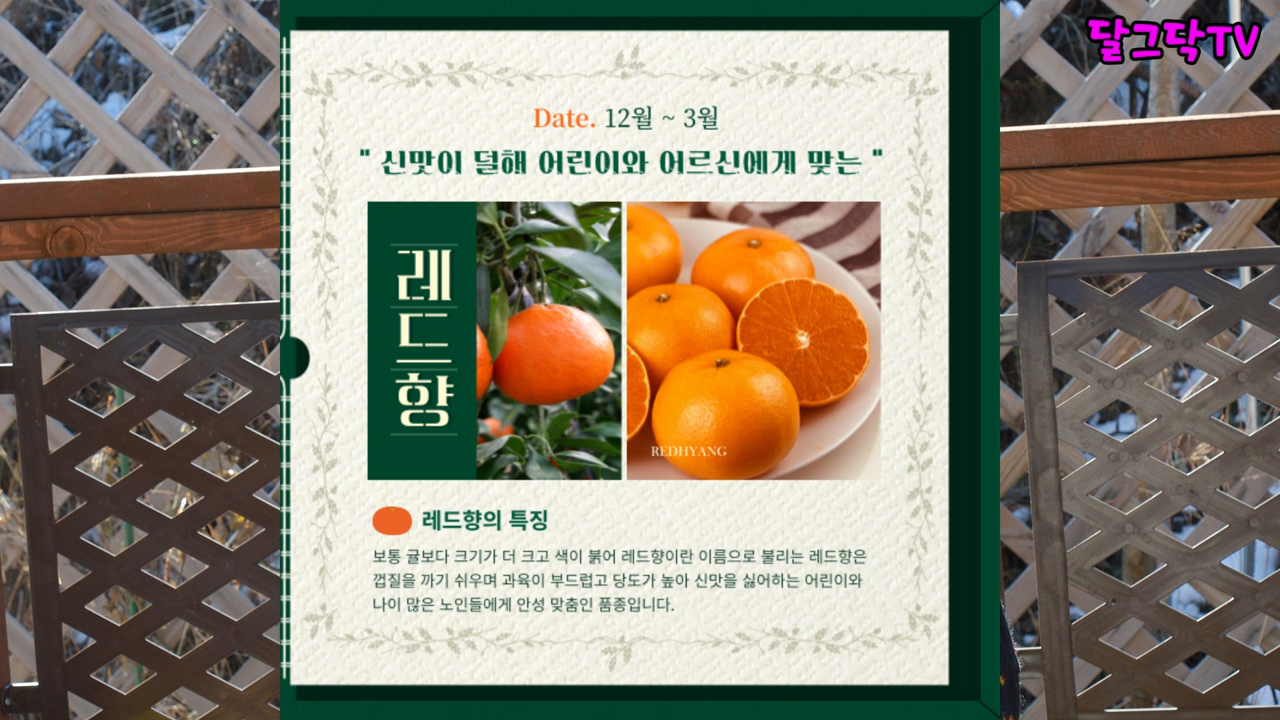 달그닥TV
Date. 12월 ~ 3월
" 신맛이 덜해 어린이와 어르신에게 맞는 "
레드향
REDHYANG
레드향의 특징
보통 귤보다 크기가 더 크고 색이 붉어 레드향이란 이름으로 불리는 레드향은
껍질을 까기 쉬우며 과육이 부드럽고 당도가 높아 신맛을 싫어하는 어린이와
나이 많은 노인들에게 안성 맞춤인 품종입니다.